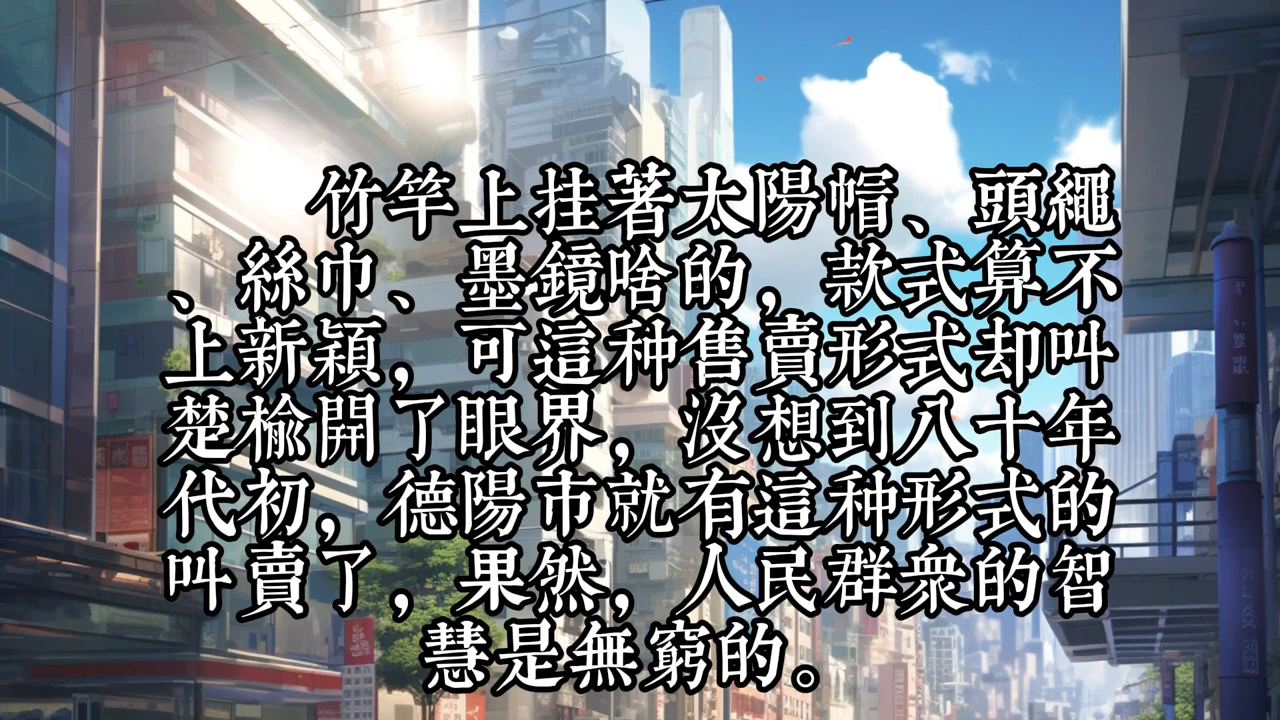 竹竿上挂著太陽帽、頭繩
、絲巾、墨鏡啥的，款式算不
上新穎，可這种售賣形式却叫
楚楡開了眼界，沒想到八十年
代初，德陽市就有這种形式的
叫賣了，果然，人民群衆的智
慧是無窮的。